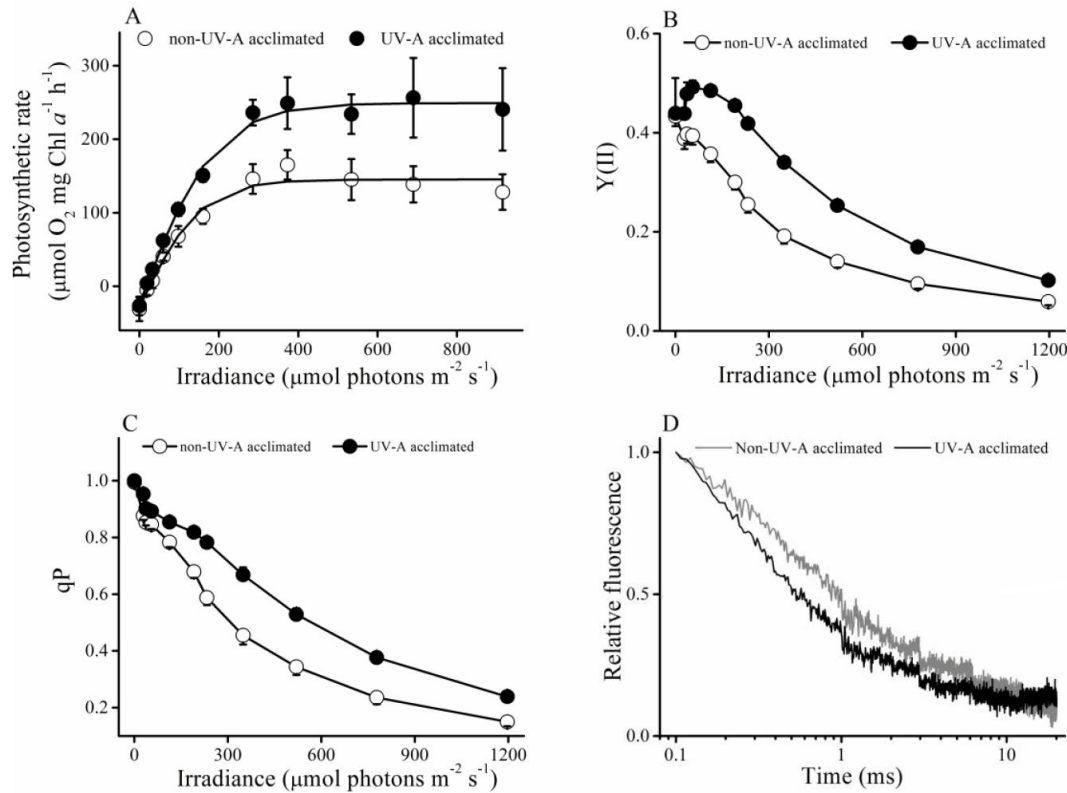 A
non-UV-A acclimated
UV-A acclimated
300
200
100
0
Photosynthetic rate
(μmol O₂ mg Chl a⁻¹ h⁻¹)
0 200 400 600 800
Irradiance (μmol photons m⁻² s⁻¹)
B
non-UV-A acclimated
UV-A acclimated
0.6
0.4
0.2
0.0
Y(II)
0 300 600 900 1200
Irradiance (μmol photons m⁻² s⁻¹)
C
non-UV-A acclimated
UV-A acclimated
1.0
0.8
0.6
0.4
0.2
qP
0 300 600 900 1200
Irradiance (μmol photons m⁻² s⁻¹)
D
Non-UV-A acclimated
UV-A acclimated
1.0
0.5
0.0
Relative fluorescence
0.1 1 10
Time (ms)